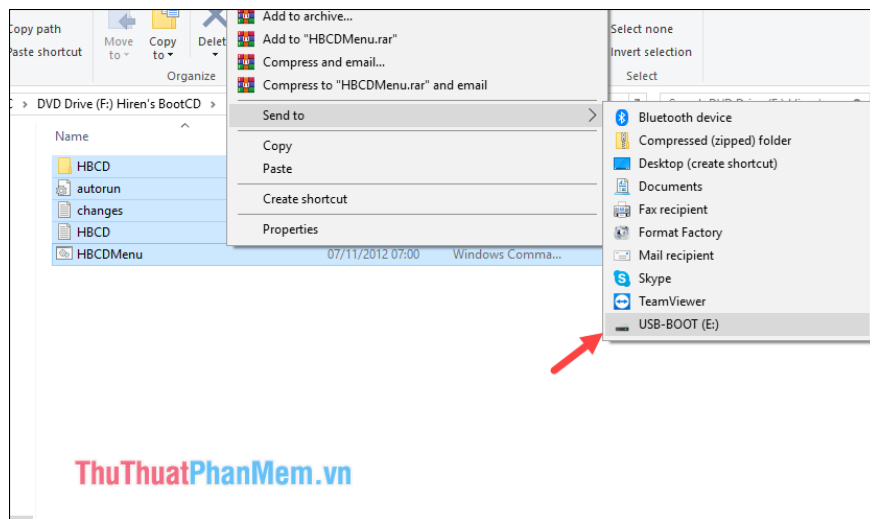 Copy path
Paste shortcut
Move to
Copy to
Delet
Organize
Select none
Invert selection
Select
DVD Drive (F:) Hiren's BootCD
Name
HBCD
autorun
changes
HBCD
HBCDMenu
07/11/2012 07:00
Windows Comma...
Add to archive...
Add to "HBCDMenu.rar"
Compress and email...
Compress to "HBCDMenu.rar" and email
Send to
Copy
Paste
Create shortcut
Properties
Bluetooth device
Compressed (zipped) folder
Desktop (create shortcut)
Documents
Fax recipient
Format Factory
Mail recipient
Skype
TeamViewer
USB-BOOT (E:)
ThuThuatPhanMem.vn